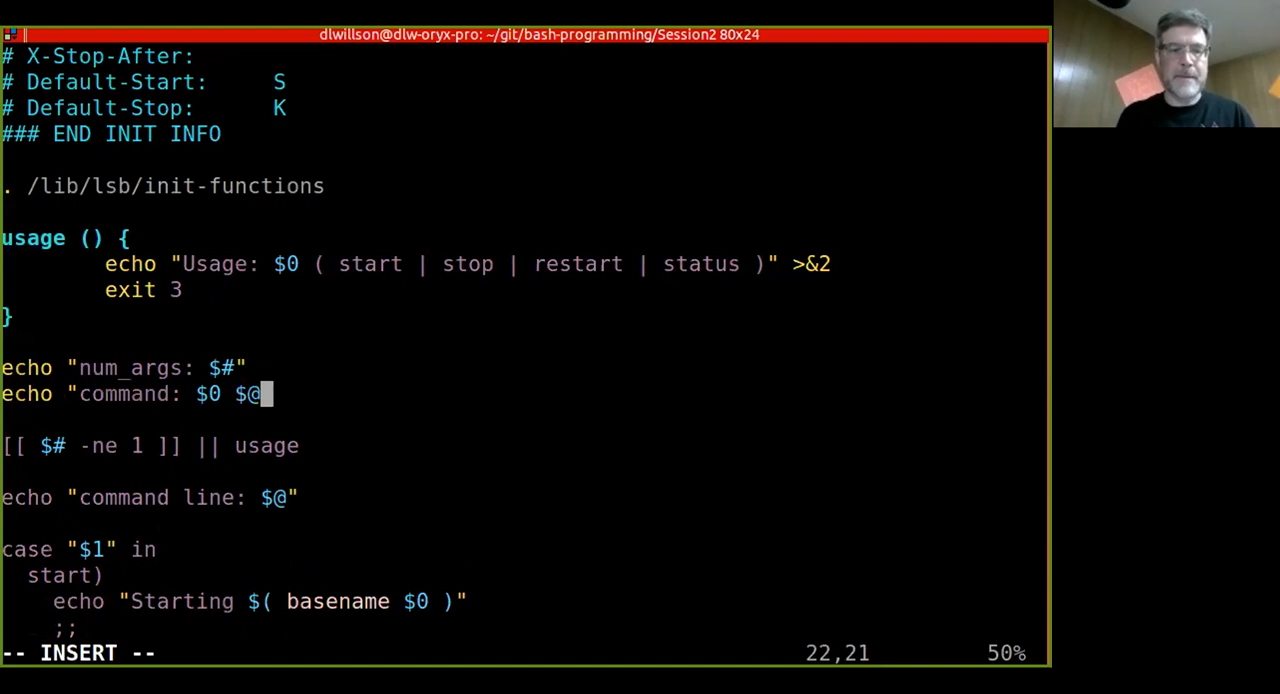 dlwillson@dlw-oryx-pro: ~/git/bash-programming/Session2 80x24
# X-Stop-After:
# Default-Start:     S
# Default-Stop:      K
### END INIT INFO
. /lib/lsb/init-functions
usage () {
        echo "Usage: $0 ( start | stop | restart | status )" >&2
        exit 3
}
echo "num_args: $#"
echo "command: $0 $@
[[ $# -ne 1 ]] || usage
echo "command line: $@"
case "$1" in
  start)
    echo "Starting $( basename $0 )"
    ;;
-- INSERT --                                                  22,21         50%